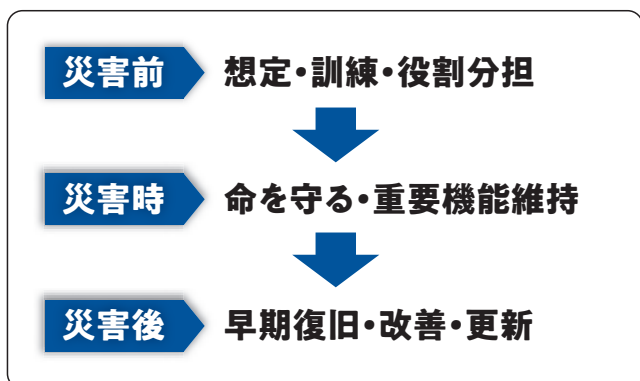 災害前 想定・訓練・役割分担
災害時 命を守る・重要機能維持
災害後 早期復旧・改善・更新